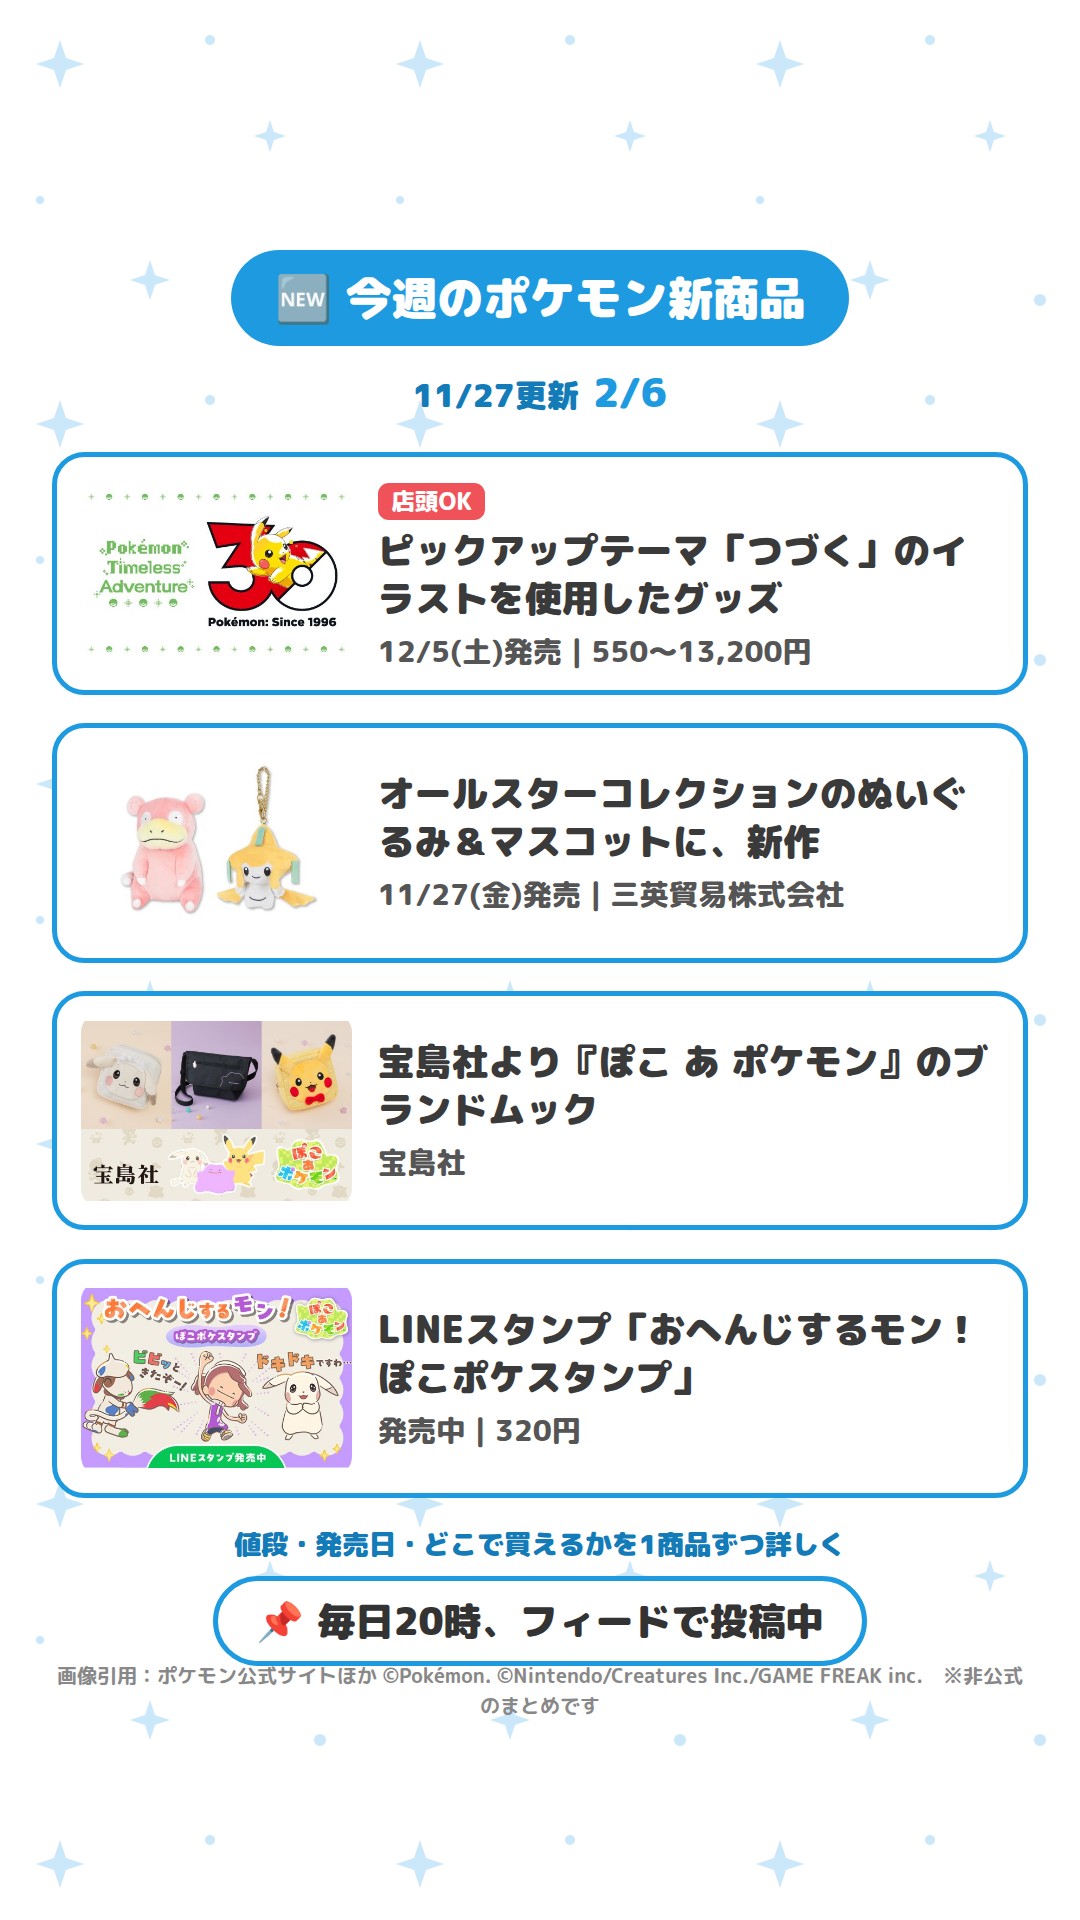 NEW 今週のポケモン新商品
11/27更新 2/6
Pokémon
Timeless
Adventure
30
Pokémon: Since 1996
店頭OK
ピックアップテーマ「つづく」のイ
ラストを使用したグッズ
12/5(土)発売 | 550〜13,200円
オールスターコレクションのぬいぐ
るみ＆マスコットに、新作
11/27(金)発売 | 三英貿易株式会社
宝島社
ぽこ
あ
ポケモン
宝島社より『ぽこ あ ポケモン』のブ
ランドムック
宝島社
おへんじするモン！
ぽこポケスタンプ
ぽこ
あ
ポケモン
ビビッと
きたぞー!
ドキドキですわ…
LINEスタンプ発売中
LINEスタンプ「おへんじするモン！
ぽこポケスタンプ」
発売中 | 320円
値段・発売日・どこで買えるかを1商品ずつ詳しく
📌 毎日20時、フィードで投稿中
画像引用：ポケモン公式サイトほか ©Pokémon. ©Nintendo/Creatures Inc./GAME FREAK inc.　※非公式
のまとめです